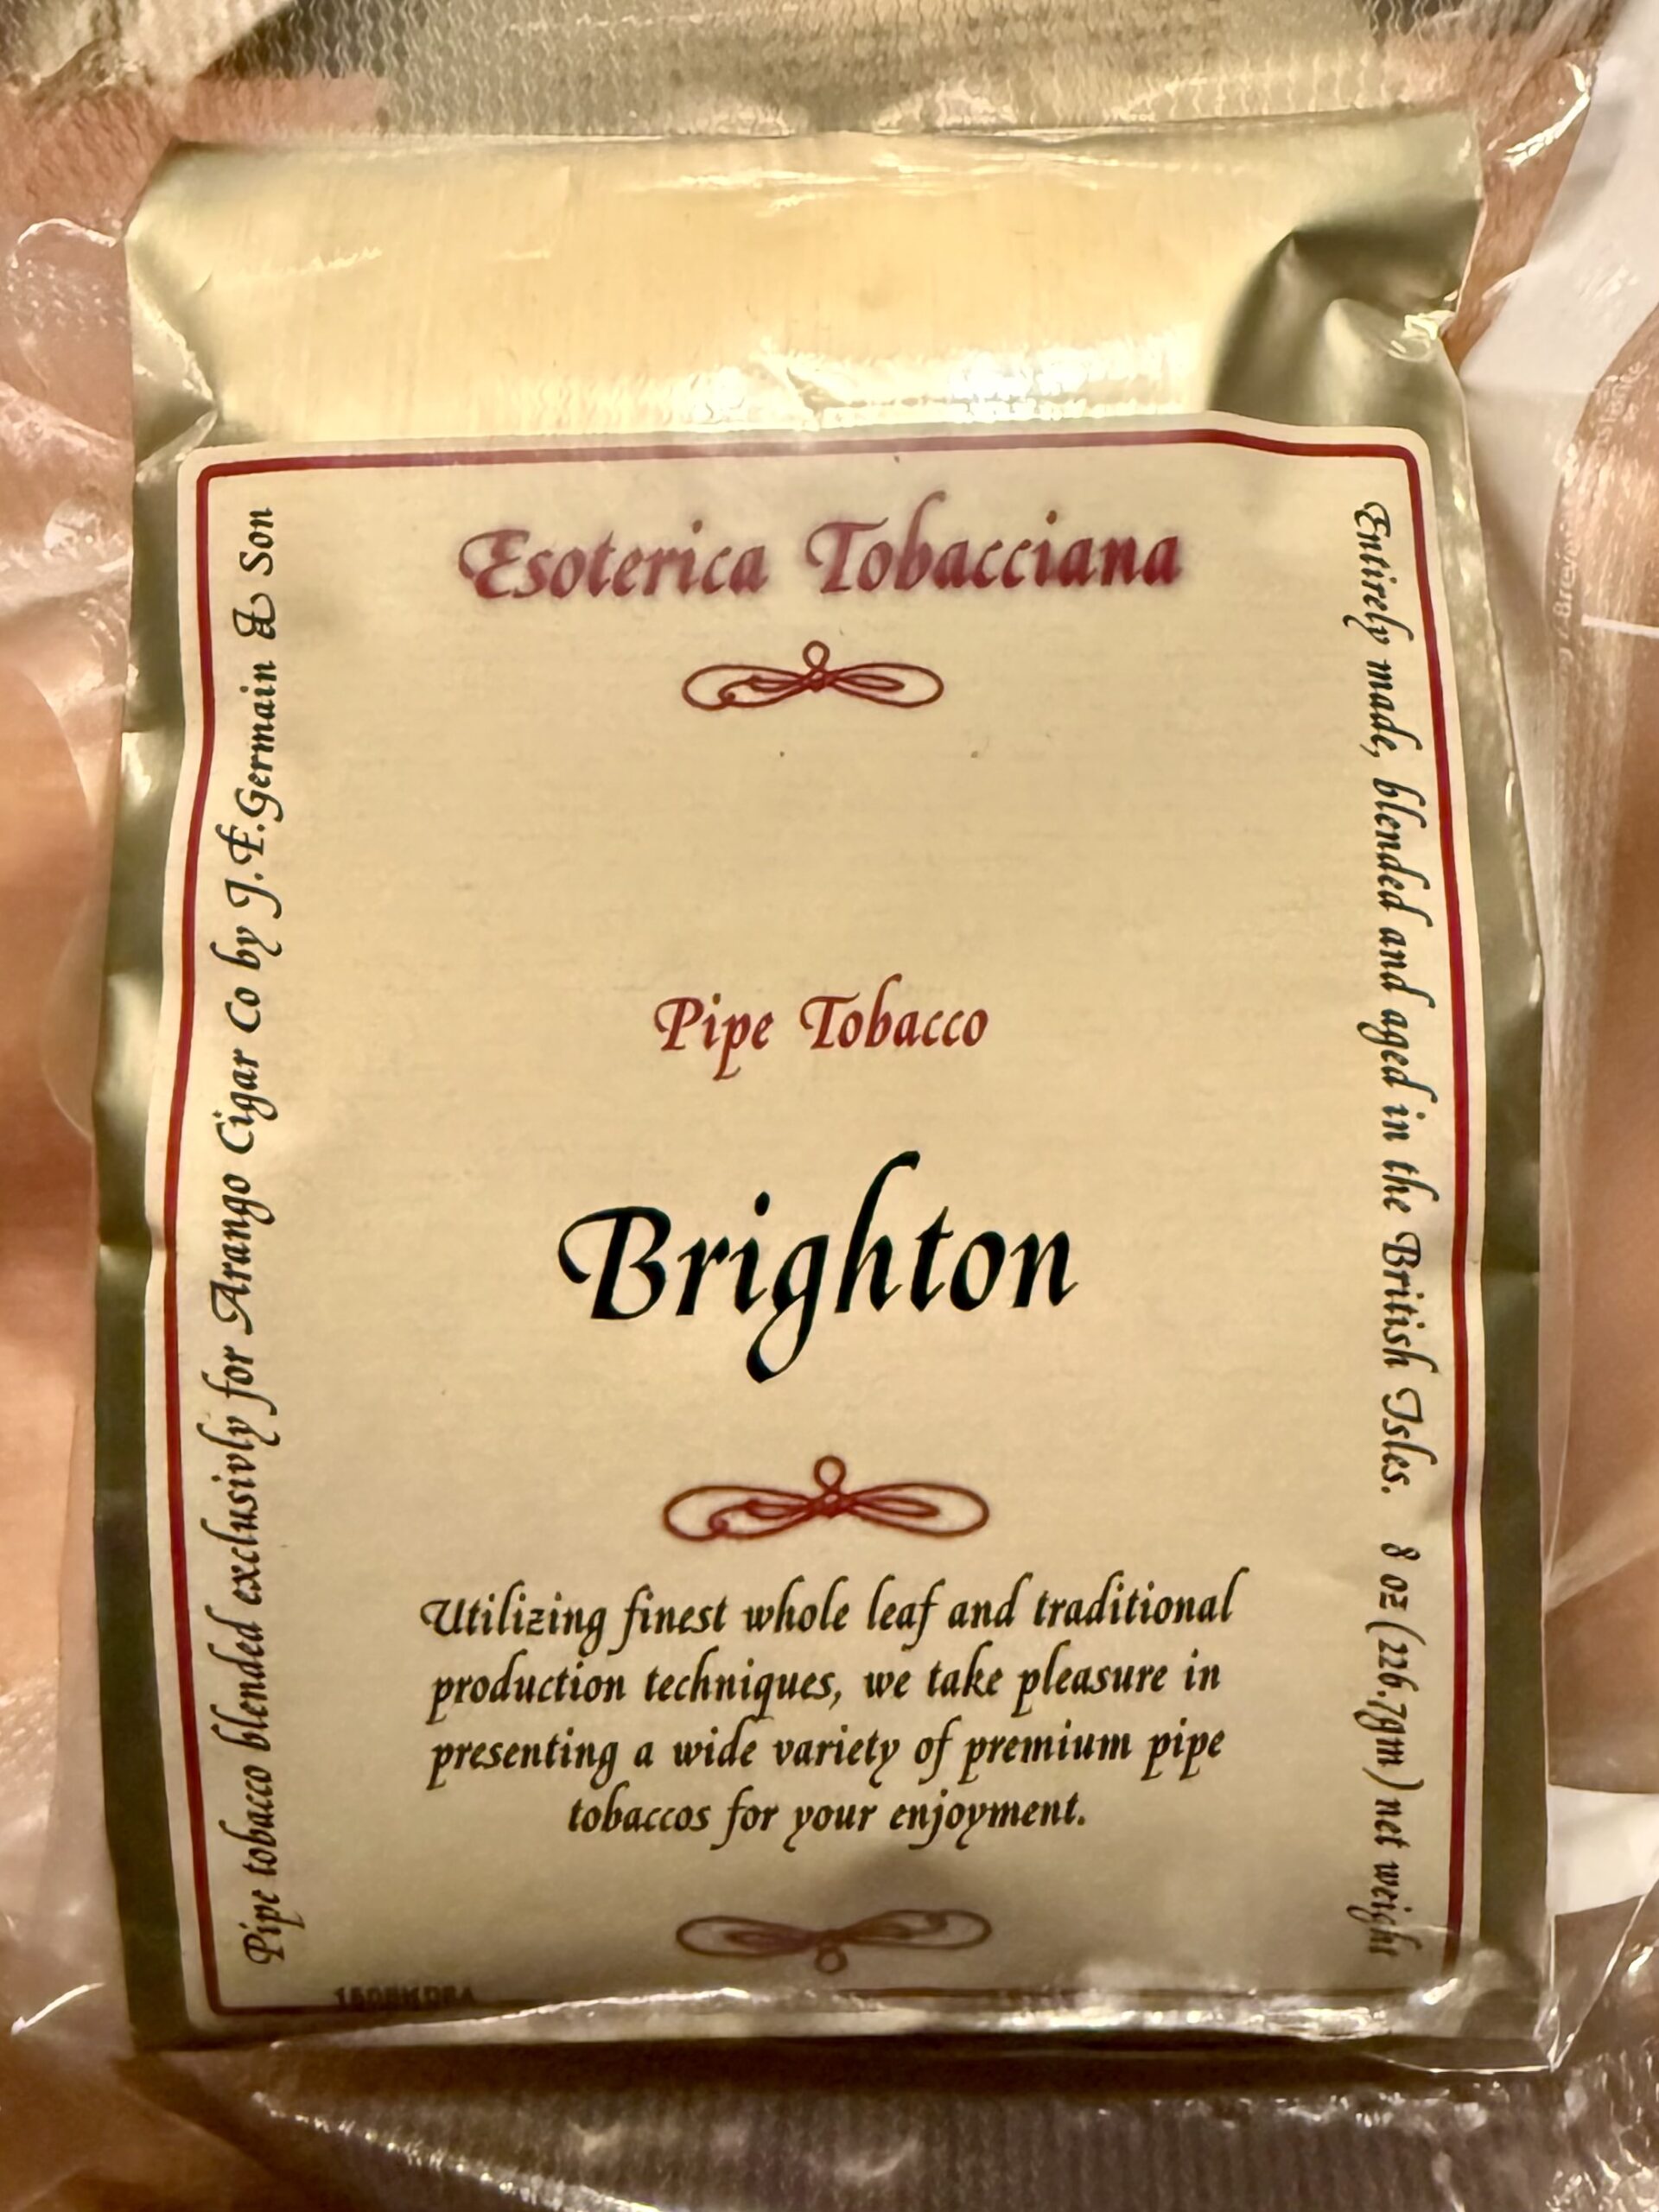 Esoterica Tobacciana
Pipe Tobacco
Brighton
Utilizing finest whole leaf and traditional
production techniques, we take pleasure in
presenting a wide variety of premium pipe
tobaccos for your enjoyment.
Pipe tobacco blended exclusivly for Arango Cigar Co by J.F.Germain & Son
Entirely made, blended and aged in the British Isles. 8 oz (226.7gm) net weight